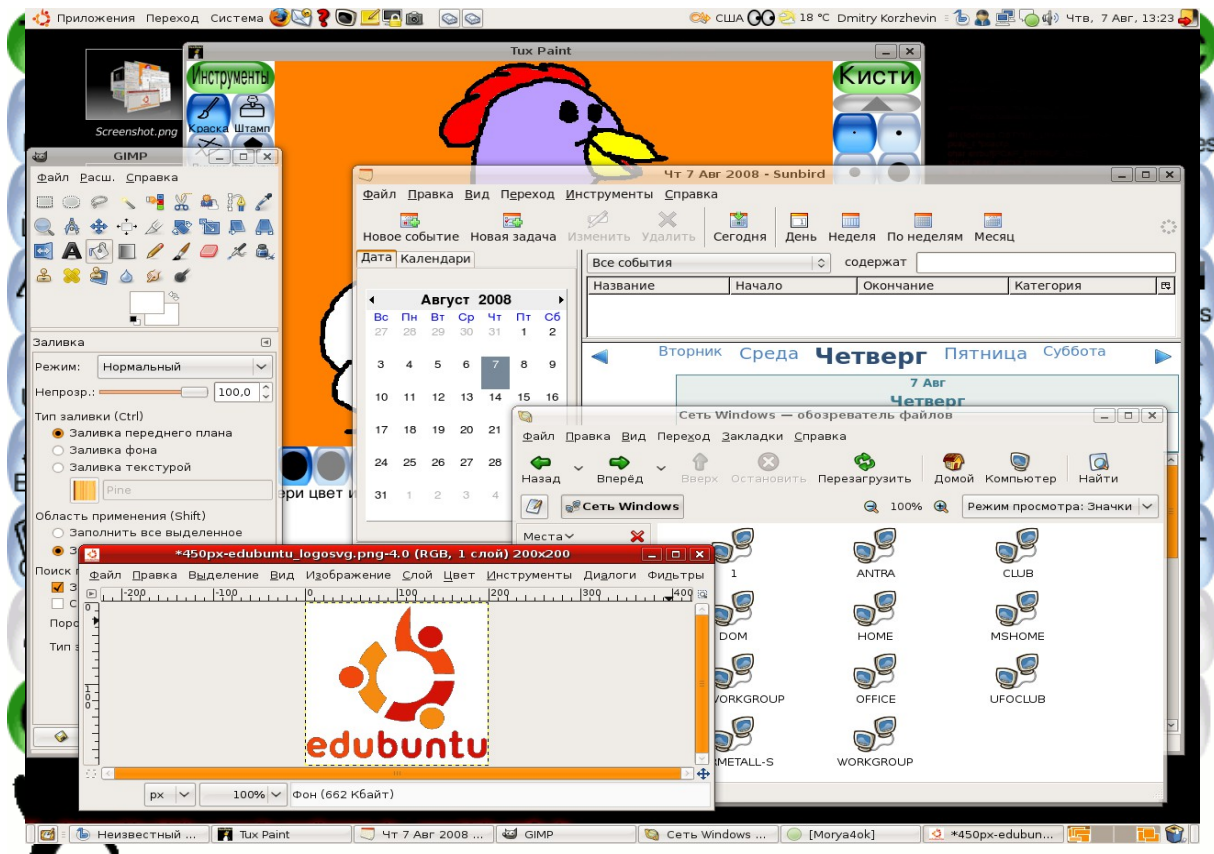 Приложения Переход Система США 18 °C Dmitry Korzhevin Чтв, 7 Авг, 13:23
Screenshot.png
Tux Paint
Инструменты
Кисти
Краска Штамп
GIMP
Файл Расш. Справка
Заливка
Режим: Нормальный
Непрозр.: 100,0
Тип заливки (Ctrl)
Заливка переднего плана
Заливка фона
Заливка текстурой
Pine
Область применения (Shift)
Заполнить все выделенное
Поиск
Тип
ери цвет и
Чт 7 Авг 2008 - Sunbird
Файл Правка Вид Переход Инструменты Справка
Новое событие Новая задача Изменить Удалить Сегодня День Неделя По неделям Месяц
Дата Календари
Август 2008
Вс Пн Вт Ср Чт Пт Сб
27 28 29 30 31 1 2
3 4 5 6 7 8 9
10 11 12 13 14 15 16
17 18 19 20 21
24 25 26 27 28
31 1 2 3 4
Все события содержат
Название Начало Окончание Категория
Вторник Среда Четверг Пятница Суббота
7 Авг
Четверг
Сеть Windows — обозреватель файлов
Файл Правка Вид Переход Закладки Справка
Назад Вперёд Вверх Остановить Перезагрузить Домой Компьютер Найти
Сеть Windows 100% Режим просмотра: Значки
Места
1 ANTRA CLUB
DOM HOME MSHOME
WORKGROUP OFFICE UFOCLUB
METALL-S WORKGROUP
*450px-edubuntu_logosvg.png-4.0 (RGB, 1 слой) 200x200
Файл Правка Выделение Вид Изображение Слой Цвет Инструменты Диалоги Фильтры
-200 -100 0 100 200 300 400
0
100
edubuntu
px 100% Фон (662 Кбайт)
Неизвестный ... Tux Paint Чт 7 Авг 2008 ... GIMP Сеть Windows ... [Morya4ok] *450px-edubun...